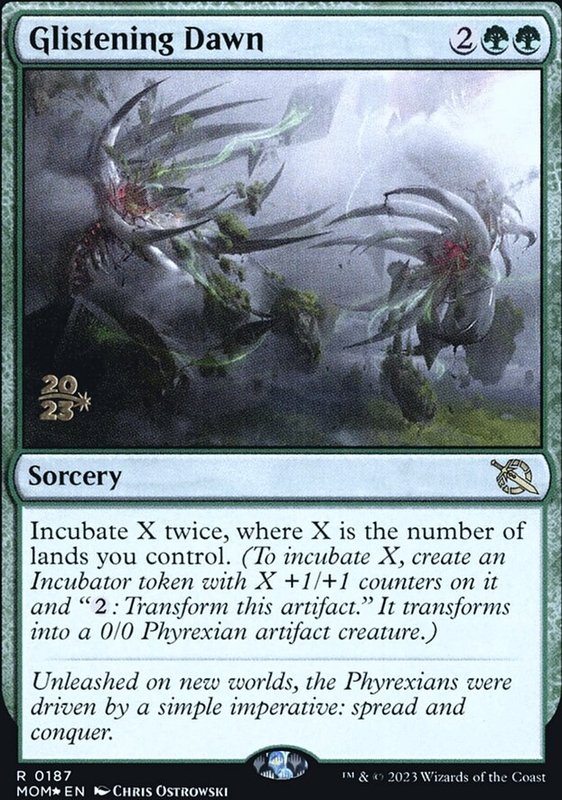 Glistening Dawn 2
20
23
Sorcery
Incubate X twice, where X is the number of
lands you control. (To incubate X, create an
Incubator token with X +1/+1 counters on it
and “2: Transform this artifact.” It transforms
into a 0/0 Phyrexian artifact creature.)
Unleashed on new worlds, the Phyrexians were
driven by a simple imperative: spread and
conquer.
R 0187
MOM★EN Chris Ostrowski ™ & © 2023 Wizards of the Coast